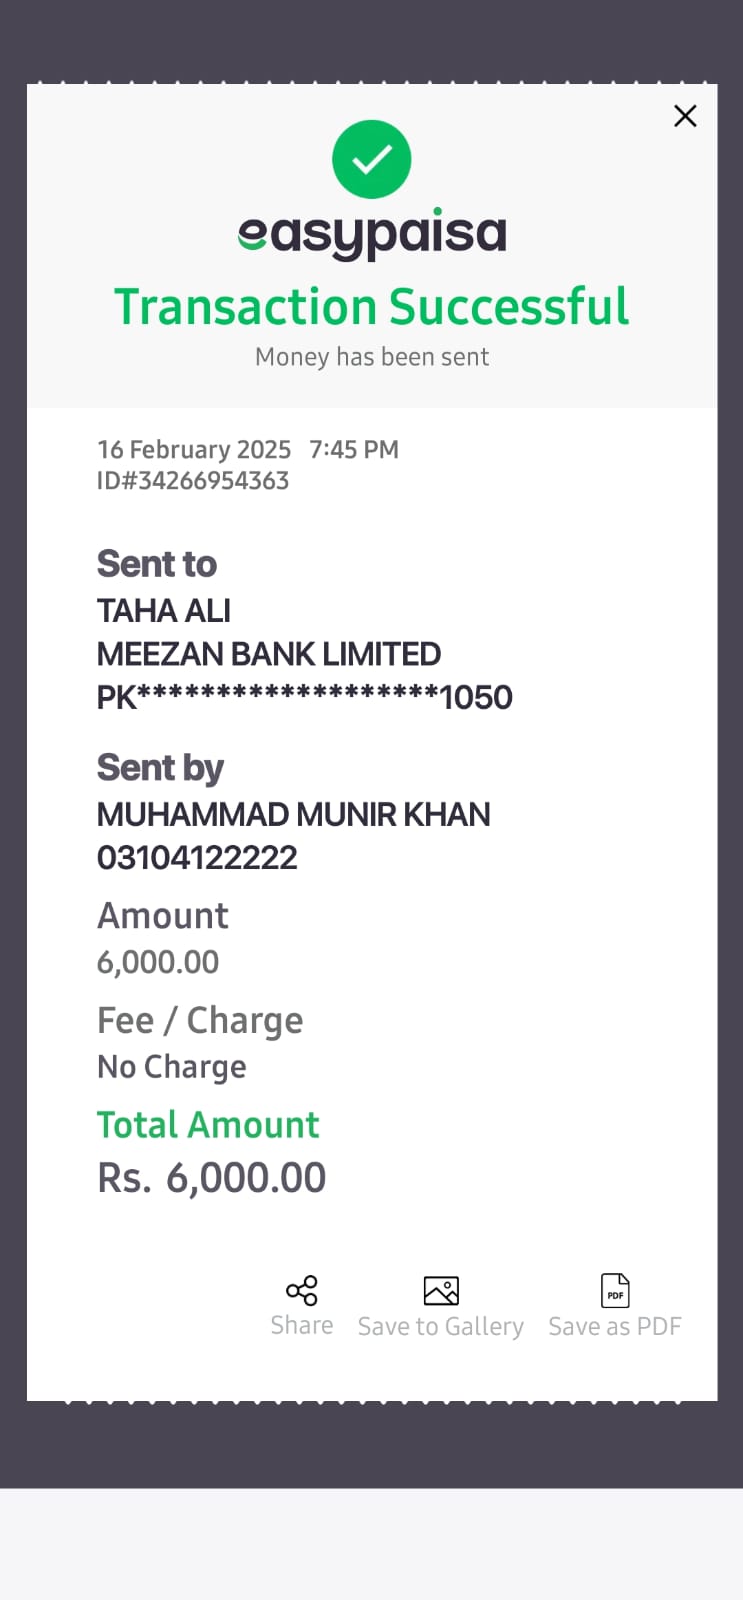 easypaisa
Transaction Successful
Money has been sent
16 February 2025 7:45 PM
ID#34266954363
Sent to
TAHA ALI
MEEZAN BANK LIMITED
PK*******************1050
Sent by
MUHAMMAD MUNIR KHAN
03104122222
Amount
6,000.00
Fee / Charge
No Charge
Total Amount
Rs. 6,000.00
PDF
Share Save to Gallery Save as PDF